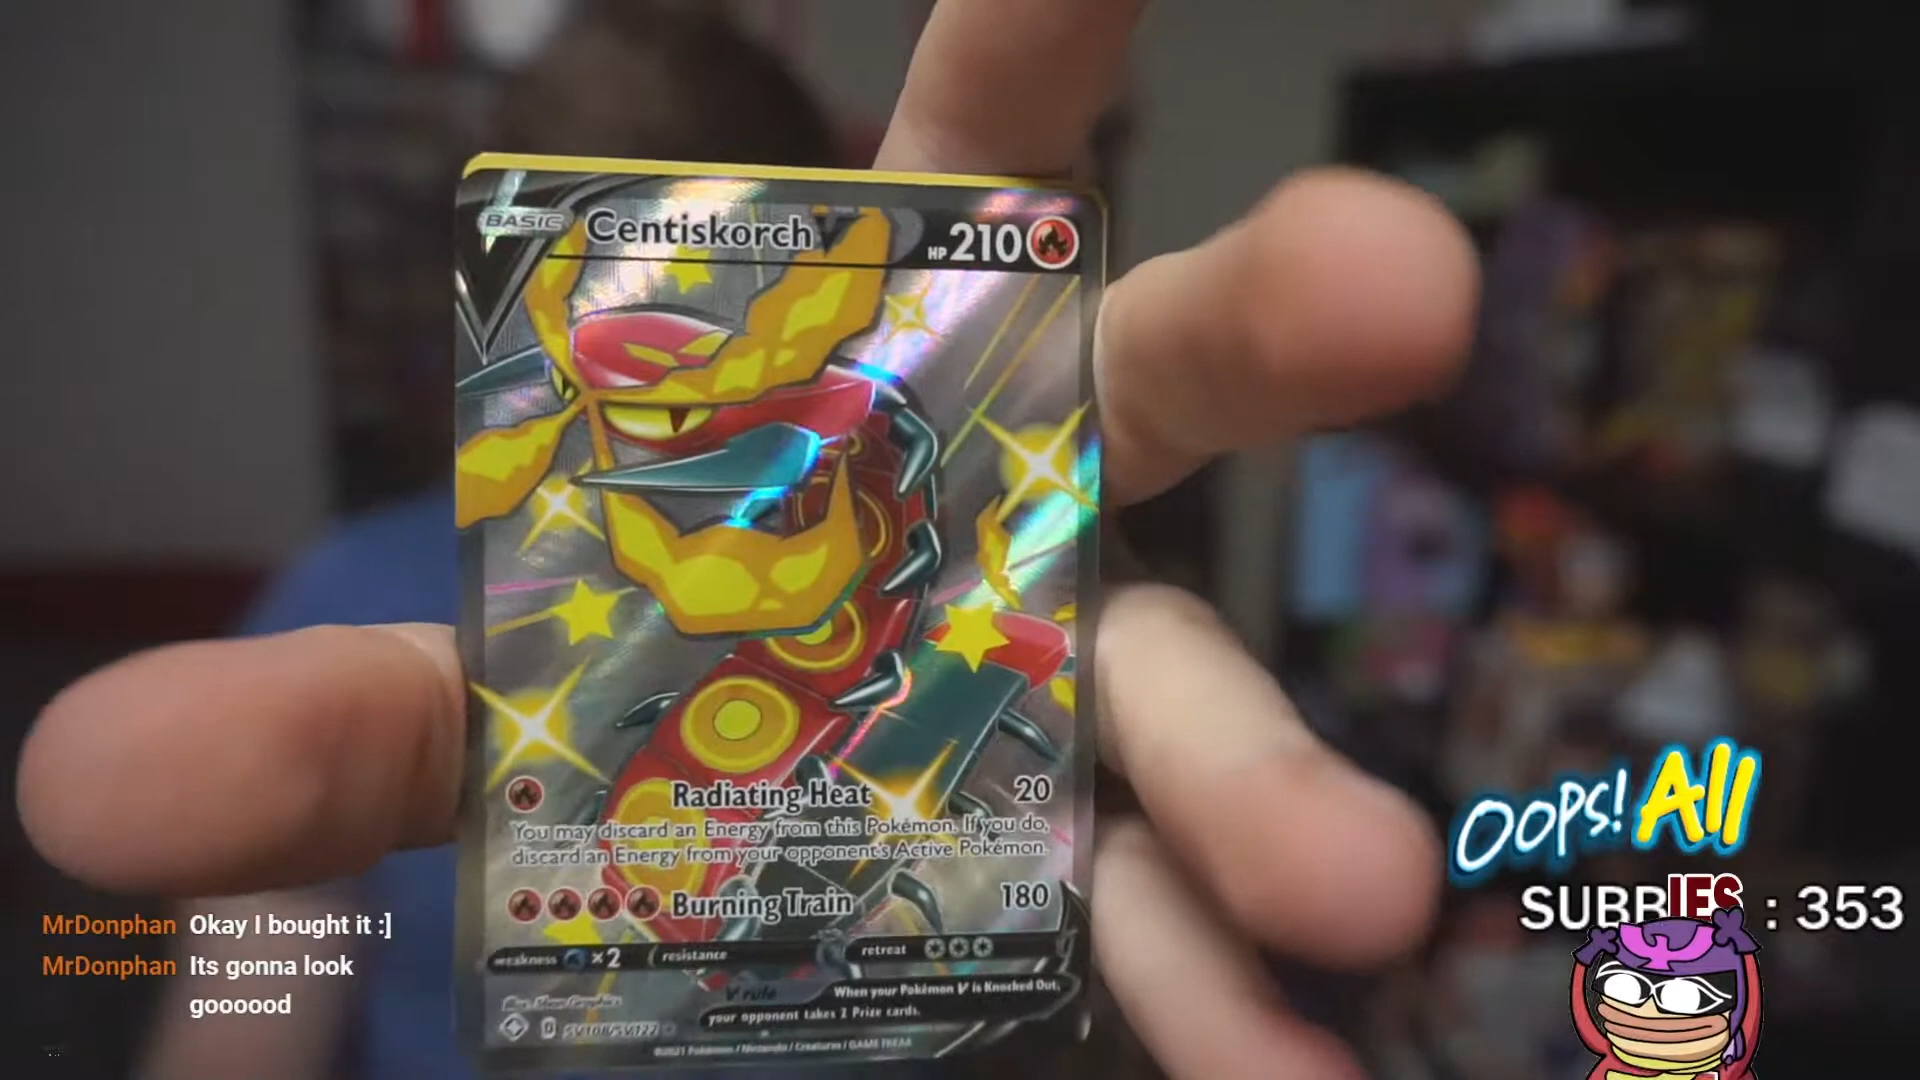 BASIC
Centiskorch V
HP 210
Radiating Heat 20
You may discard an Energy from this Pokémon. If you do,
discard an Energy from your opponent's Active Pokémon.
Burning Train 180
weakness ×2 resistance retreat
V rule When your Pokémon V is Knocked Out,
your opponent takes 2 Prize cards.
©2021 Pokémon / Nintendo / Creatures / GAME FREAK
OOPS! All
SUBBIES : 353
MrDonphan Okay I bought it :]
MrDonphan Its gonna look
goooood